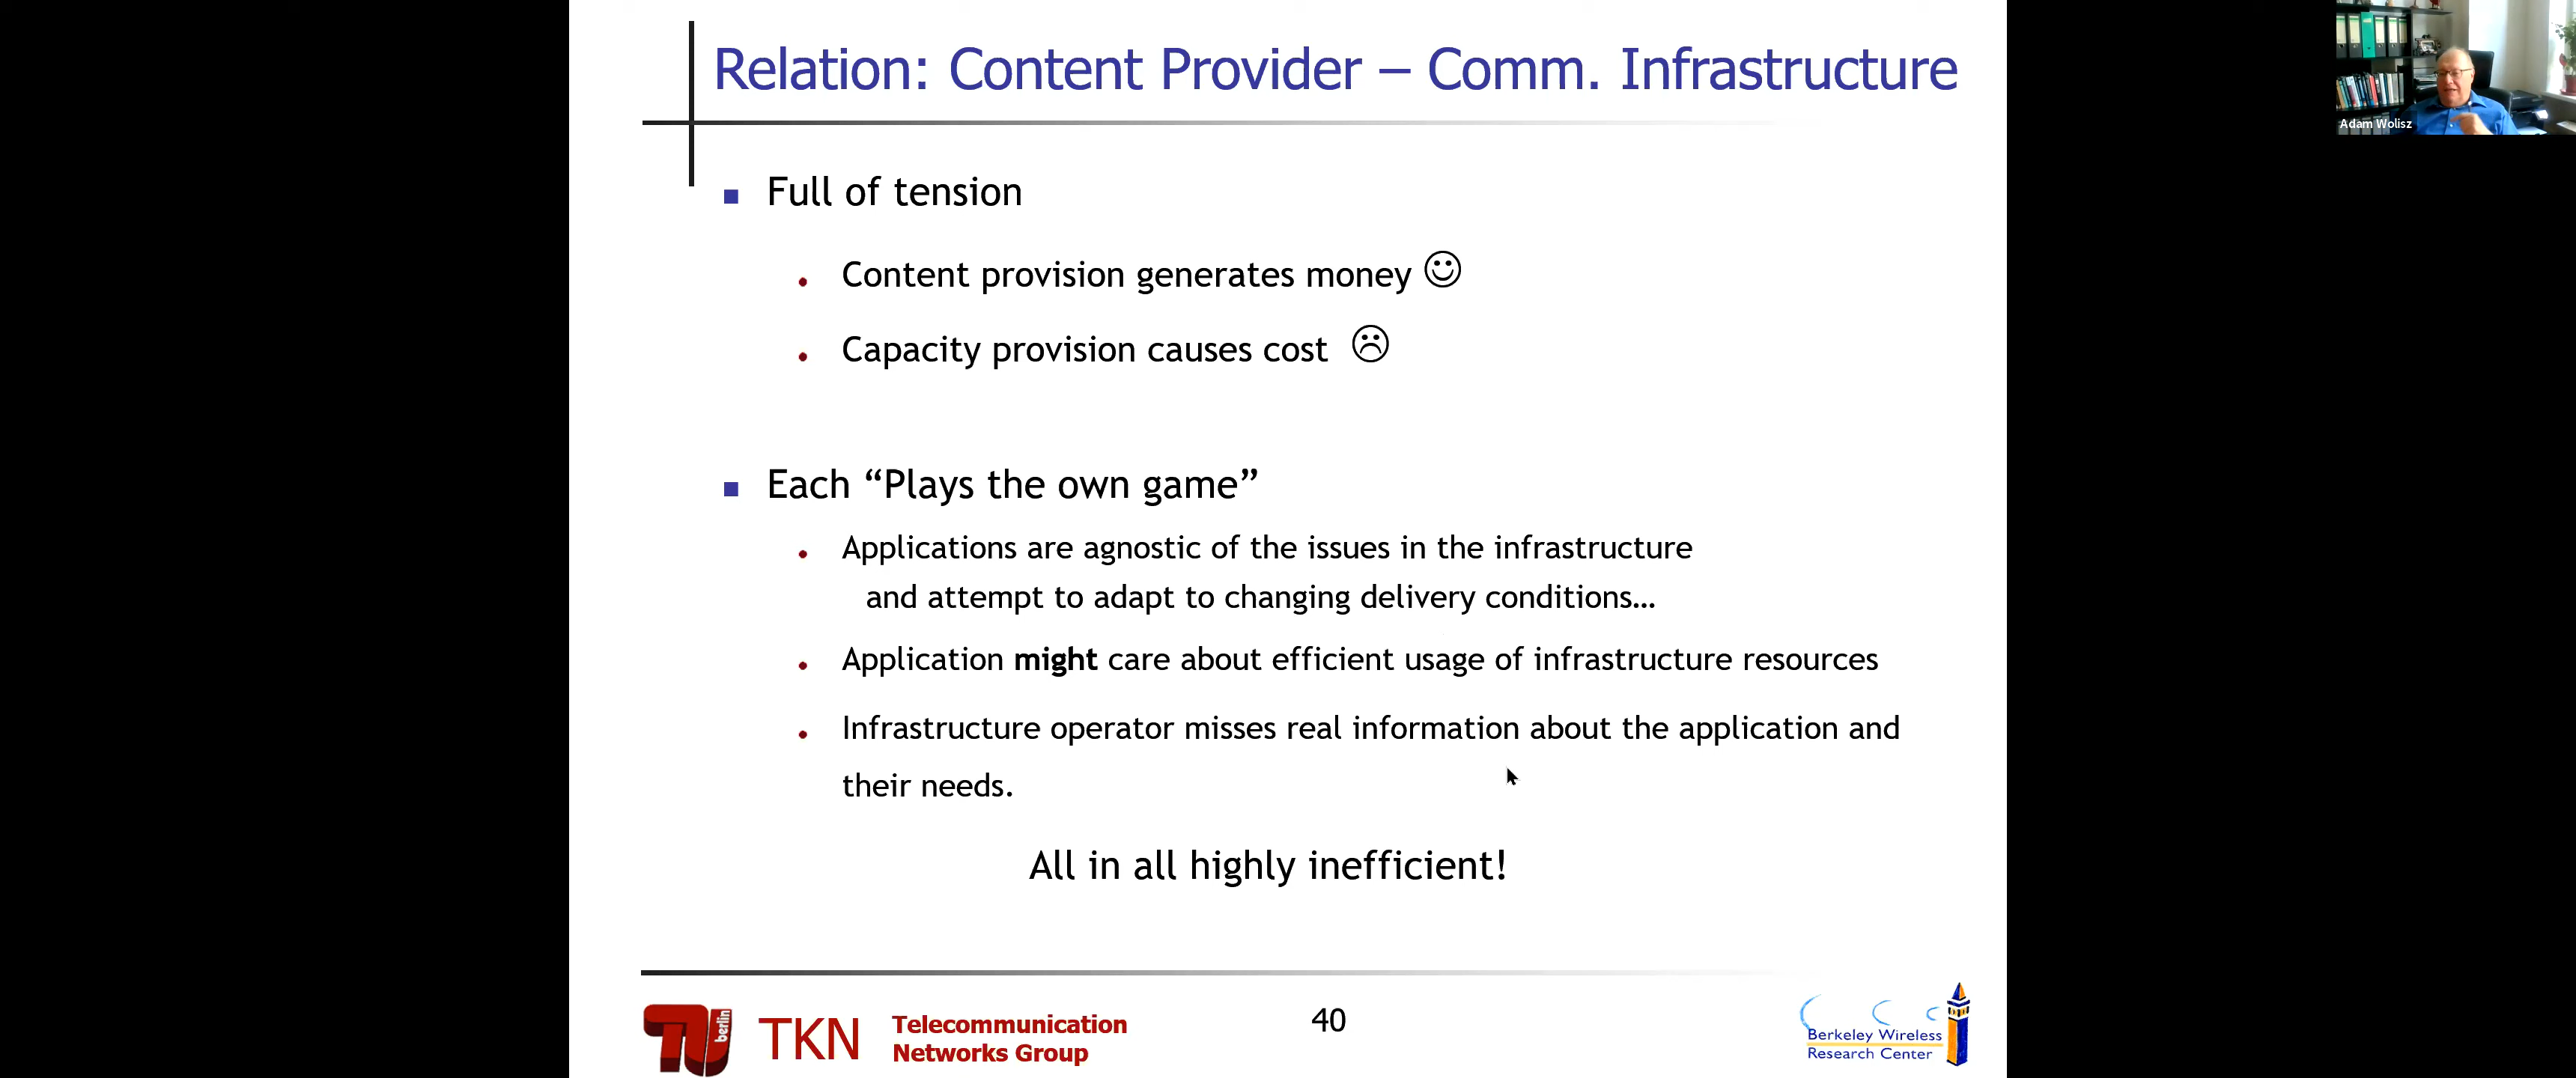 Relation: Content Provider – Comm. Infrastructure
Adam Wolisz
Full of tension
Content provision generates money
Capacity provision causes cost
Each “Plays the own game”
Applications are agnostic of the issues in the infrastructure
and attempt to adapt to changing delivery conditions…
Application might care about efficient usage of infrastructure resources
Infrastructure operator misses real information about the application and
their needs.
All in all highly inefficient!
berlin
TKN
Telecommunication
Networks Group
40
Berkeley Wireless
Research Center